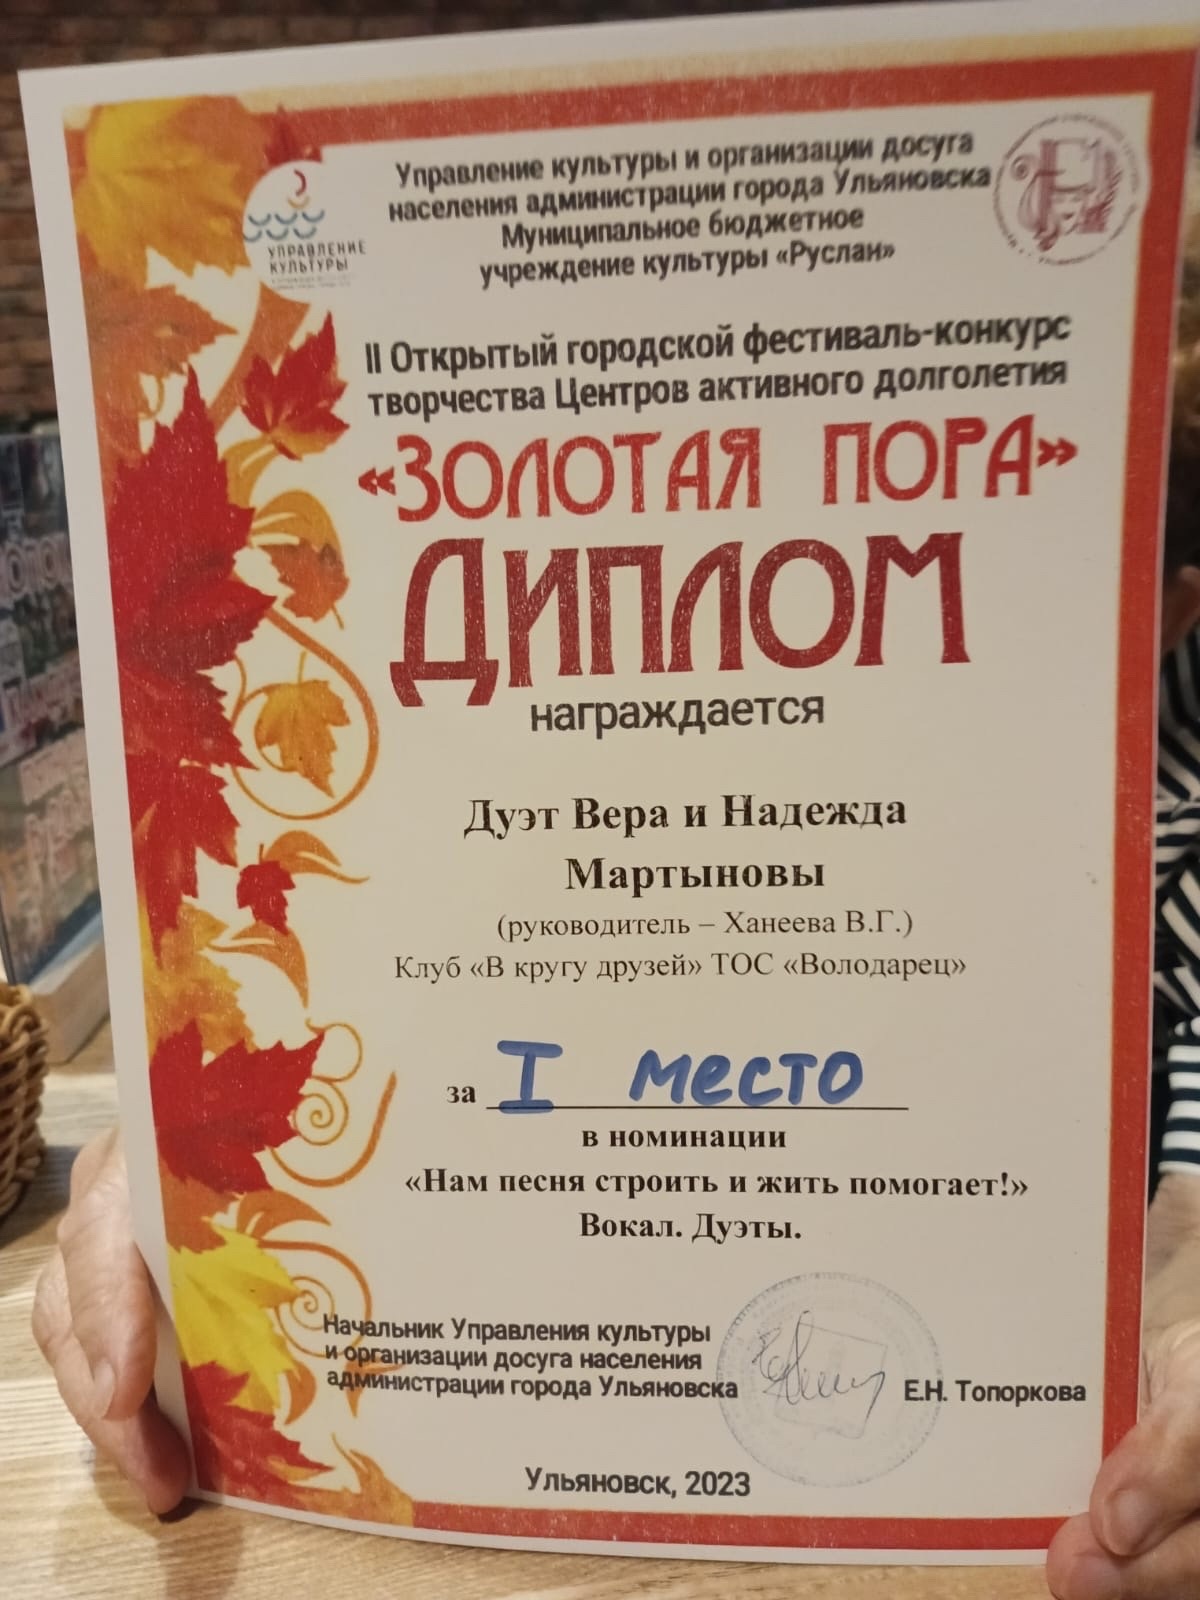 Управление культуры и организации досуга
населения администрации города Ульяновска
Муниципальное бюджетное
учреждение культуры «Руслан»
УПРАВЛЕНИЕ
КУЛЬТУРЫ
II Открытый городской фестиваль-конкурс
творчества Центров активного долголетия
«ЗОЛОТАЯ ПОРА»
ДИПЛОМ
награждается
Дуэт Вера и Надежда
Мартыновы
(руководитель – Ханеева В.Г.)
Клуб «В кругу друзей» ТОС «Володарец»
за I место
в номинации
«Нам песня строить и жить помогает!»
Вокал. Дуэты.
Начальник Управления культуры
и организации досуга населения
администрации города Ульяновска
Е.Н. Топоркова
Ульяновск, 2023